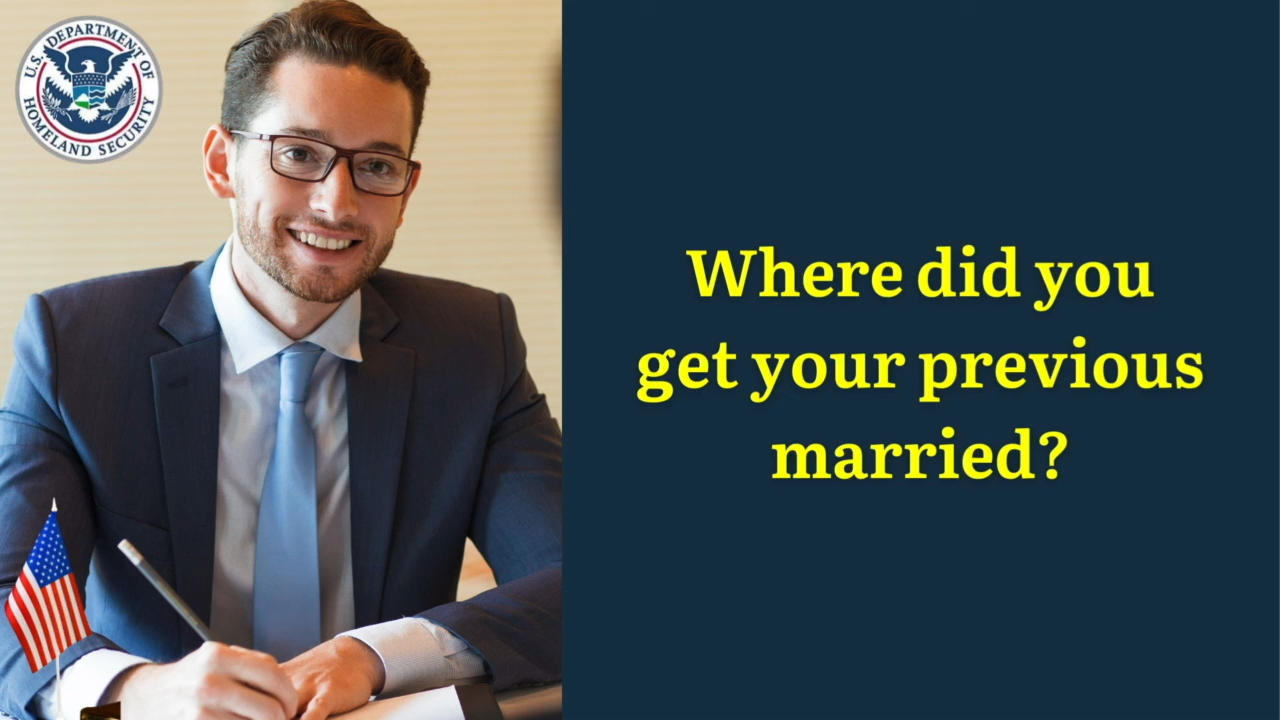 U.S. DEPARTMENT OF
HOMELAND SECURITY
Where did you
get your previous
married?